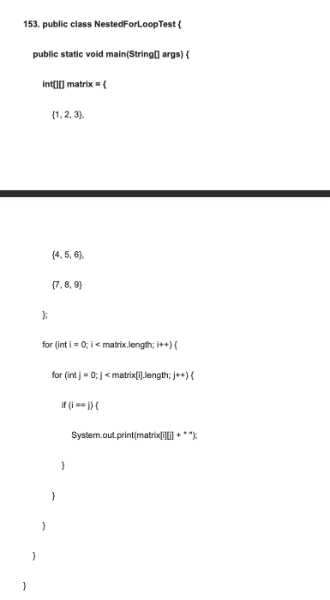 153. public class NestedForLoopTest {
public static void main(String[] args) {
int[][] matrix = {
{1, 2, 3},
{4, 5, 6},
{7, 8, 9}
};
for (int i = 0; i < matrix.length; i++) {
for (int j = 0; j < matrix[i].length; j++) {
if (i == j) {
System.out.print(matrix[i][j] + " ");
}
}
}
}
}